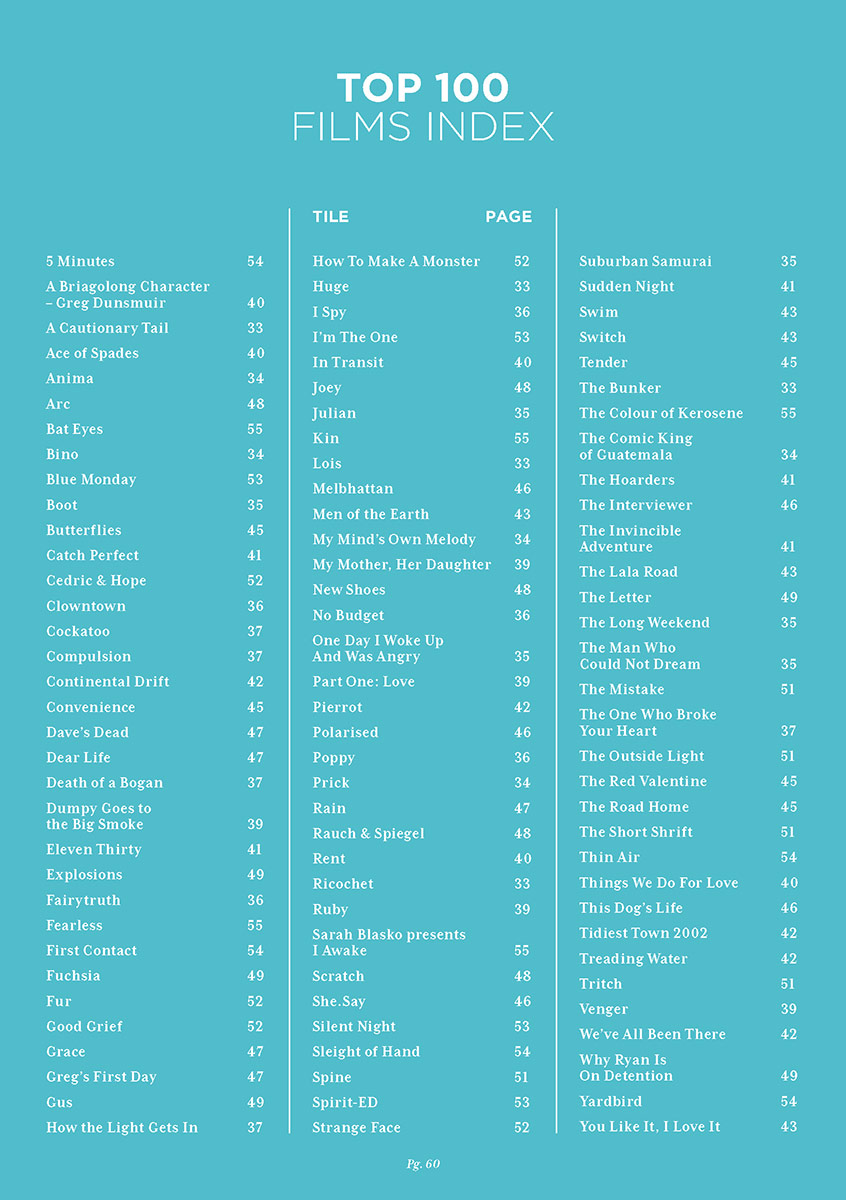 TOP 100
FILMS INDEX
5 Minutes 54
A Briagolong Character
– Greg Dunsmuir 40
A Cautionary Tail 33
Ace of Spades 40
Anima 34
Arc 48
Bat Eyes 55
Bino 34
Blue Monday 53
Boot 35
Butterflies 45
Catch Perfect 41
Cedric & Hope 52
Clowntown 36
Cockatoo 37
Compulsion 37
Continental Drift 42
Convenience 45
Dave’s Dead 47
Dear Life 47
Death of a Bogan 37
Dumpy Goes to
the Big Smoke 39
Eleven Thirty 41
Explosions 49
Fairytruth 36
Fearless 55
First Contact 54
Fuchsia 49
Fur 52
Good Grief 52
Grace 47
Greg’s First Day 47
Gus 49
How the Light Gets In 37
TILE PAGE
How To Make A Monster 52
Huge 33
I Spy 36
I’m The One 53
In Transit 40
Joey 48
Julian 35
Kin 55
Lois 33
Melbhattan 46
Men of the Earth 43
My Mind’s Own Melody 34
My Mother, Her Daughter 39
New Shoes 48
No Budget 36
One Day I Woke Up
And Was Angry 35
Part One: Love 39
Pierrot 42
Polarised 46
Poppy 36
Prick 34
Rain 47
Rauch & Spiegel 48
Rent 40
Ricochet 33
Ruby 39
Sarah Blasko presents
I Awake 55
Scratch 48
She.Say 46
Silent Night 53
Sleight of Hand 54
Spine 51
Spirit-ED 53
Strange Face 52
Suburban Samurai 35
Sudden Night 41
Swim 43
Switch 43
Tender 45
The Bunker 33
The Colour of Kerosene 55
The Comic King
of Guatemala 34
The Hoarders 41
The Interviewer 46
The Invincible
Adventure 41
The Lala Road 43
The Letter 49
The Long Weekend 35
The Man Who
Could Not Dream 35
The Mistake 51
The One Who Broke
Your Heart 37
The Outside Light 51
The Red Valentine 45
The Road Home 45
The Short Shrift 51
Thin Air 54
Things We Do For Love 40
This Dog’s Life 46
Tidiest Town 2002 42
Treading Water 42
Tritch 51
Venger 39
We’ve All Been There 42
Why Ryan Is
On Detention 49
Yardbird 54
You Like It, I Love It 43
Pg. 60